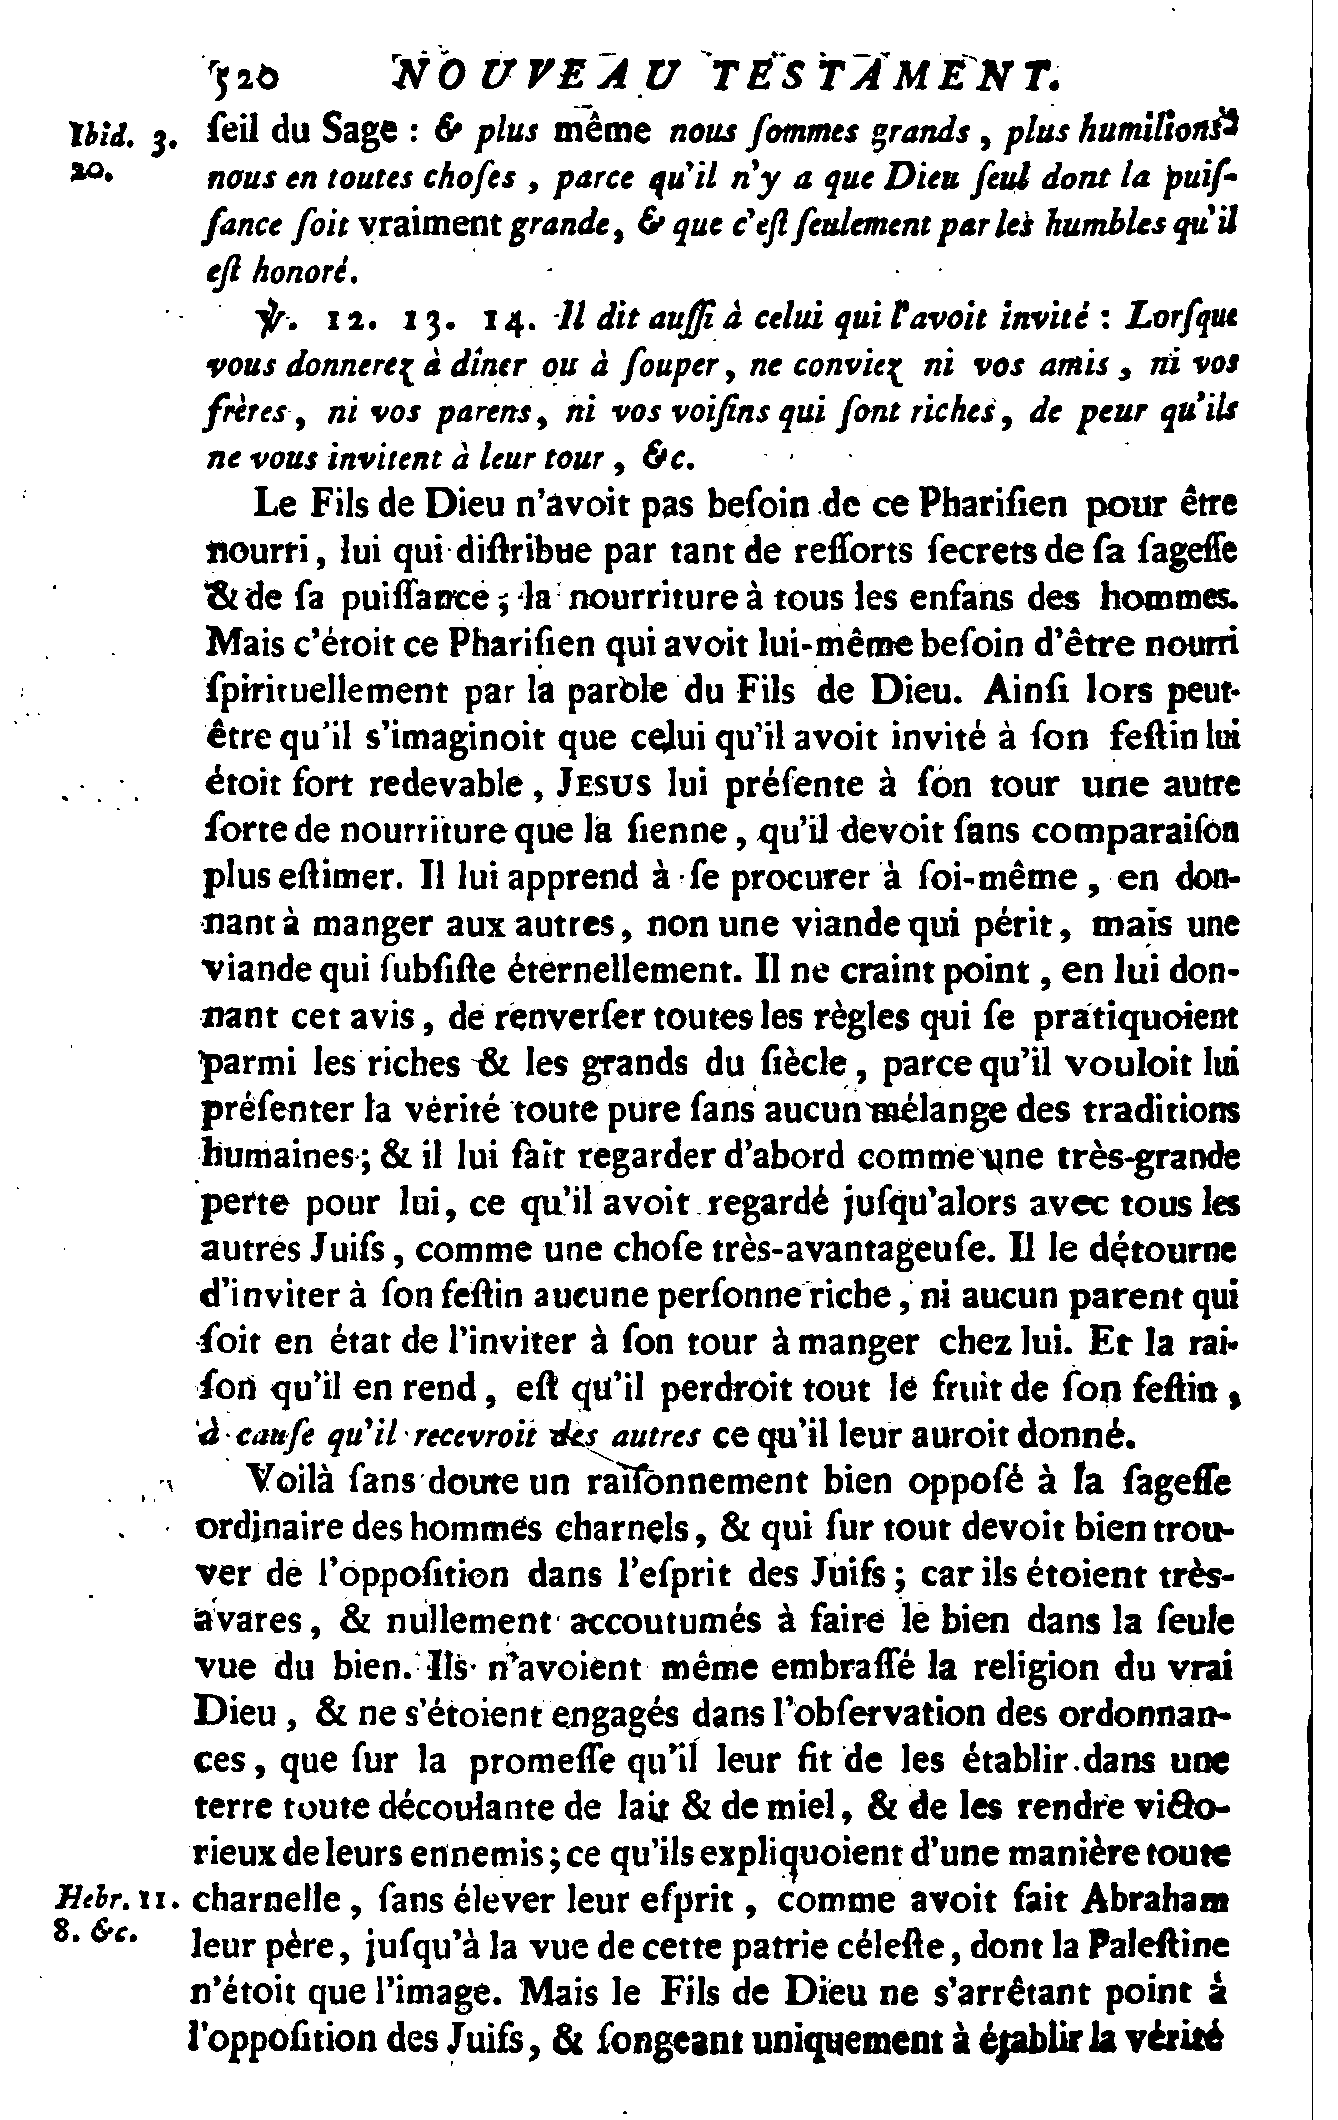 520 NOUVEAU TESTAMENT.
Ibid. 3. ſeil du Sage : & plus même nous ſommes grands, plus humilions-
20. nous en toutes choſes, parce qu'il n'y a que Dieu ſeul dont la puiſ-
ſance ſoit vraiment grande, & que c'eſt ſeulement par les humbles qu'il
eſt honoré.
℣. 12. 13. 14. Il dit auſſi à celui qui l'avoit invité : Lorſque
vous donnerez à dîner ou à ſouper, ne conviez ni vos amis, ni vos
frères, ni vos parens, ni vos voiſins qui ſont riches, de peur qu'ils
ne vous invitent à leur tour, &c.
Le Fils de Dieu n'avoit pas beſoin de ce Phariſien pour être
nourri, lui qui diſtribue par tant de reſſorts ſecrets de ſa ſageſſe
& de ſa puiſſance ; la nourriture à tous les enfans des hommes.
Mais c'étoit ce Phariſien qui avoit lui-même beſoin d'être nourri
ſpirituellement par la parole du Fils de Dieu. Ainſi lors peut-
être qu'il s'imaginoit que celui qu'il avoit invité à ſon feſtin lui
étoit fort redevable, JESUS lui préſente à ſon tour une autre
ſorte de nourriture que la ſienne, qu'il devoit ſans comparaiſon
plus eſtimer. Il lui apprend à ſe procurer à ſoi-même, en don-
nant à manger aux autres, non une viande qui périt, mais une
viande qui ſubſiſte éternellement. Il ne craint point, en lui don-
nant cet avis, de renverſer toutes les règles qui ſe pratiquoient
parmi les riches & les grands du ſiècle, parce qu'il vouloit lui
préſenter la vérité toute pure ſans aucun mélange des traditions
humaines ; & il lui fait regarder d'abord comme une très-grande
perte pour lui, ce qu'il avoit regardé juſqu'alors avec tous les
autres Juifs, comme une choſe très-avantageuſe. Il le détourne
d'inviter à ſon feſtin aucune perſonne riche, ni aucun parent qui
ſoit en état de l'inviter à ſon tour à manger chez lui. Et la rai-
ſon qu'il en rend, eſt qu'il perdroit tout le fruit de ſon feſtin,
à cauſe qu'il recevroit des autres ce qu'il leur auroit donné.
Voilà ſans doute un raiſonnement bien oppoſé à la ſageſſe
ordinaire des hommes charnels, & qui ſur tout devoit bien trou-
ver de l'oppoſition dans l'eſprit des Juifs ; car ils étoient très-
avares, & nullement accoutumés à faire le bien dans la ſeule
vue du bien. Ils n'avoient même embraſſé la religion du vrai
Dieu, & ne s'étoient engagés dans l'obſervation des ordonnan-
ces, que ſur la promeſſe qu'il leur fit de les établir dans une
terre toute découlante de lait & de miel, & de les rendre victo-
rieux de leurs ennemis ; ce qu'ils expliquoient d'une manière toute
Hebr. 11. charnelle, ſans élever leur eſprit, comme avoit fait Abraham
8. &c. leur père, juſqu'à la vue de cette patrie céleſte, dont la Paleſtine
n'étoit que l'image. Mais le Fils de Dieu ne s'arrêtant point à
l'oppoſition des Juifs, & ſongeant uniquement à établir la vérité